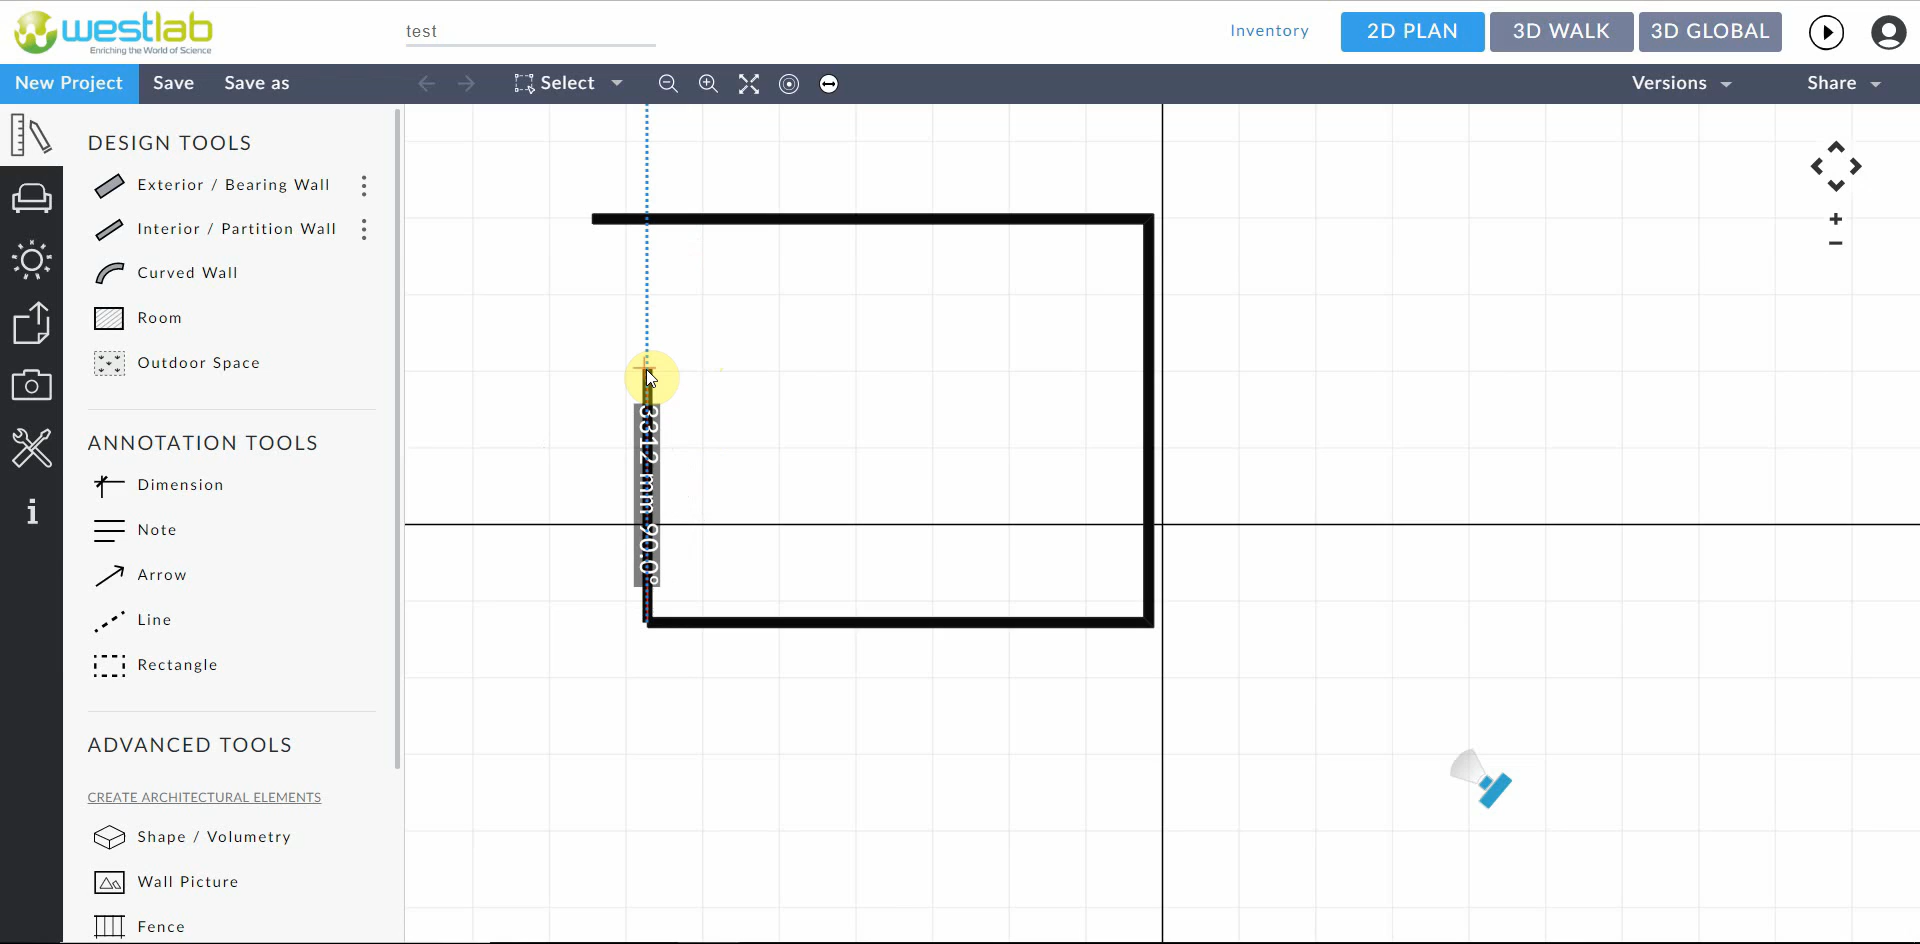 westlab
Enriching the World of Science
test
Inventory
2D PLAN
3D WALK
3D GLOBAL
New Project
Save
Save as
Select
Versions
Share
DESIGN TOOLS
Exterior / Bearing Wall
Interior / Partition Wall
Curved Wall
Room
Outdoor Space
ANNOTATION TOOLS
Dimension
Note
Arrow
Line
Rectangle
ADVANCED TOOLS
CREATE ARCHITECTURAL ELEMENTS
Shape / Volumetry
Wall Picture
Fence
3312 mm 90.0°